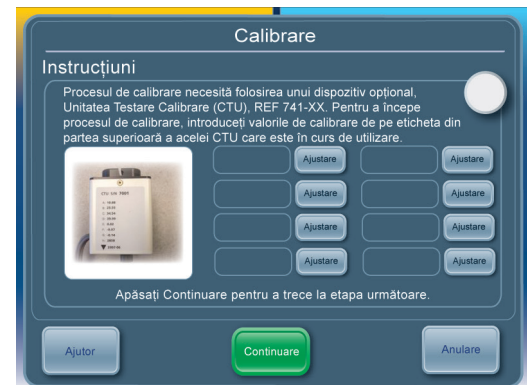 Calibrare
Instrucțiuni
Procesul de calibrare necesită folosirea unui dispozitiv opțional,
Unitatea Testare Calibrare (CTU), REF 741-XX. Pentru a începe
procesul de calibrare, introduceți valorile de calibrare de pe eticheta din
partea superioară a acelei CTU care este în curs de utilizare.
Ajustare Ajustare
Ajustare Ajustare
Ajustare Ajustare
Ajustare Ajustare
Apăsați Continuare pentru a trece la etapa următoare.
Ajutor Continuare Anulare